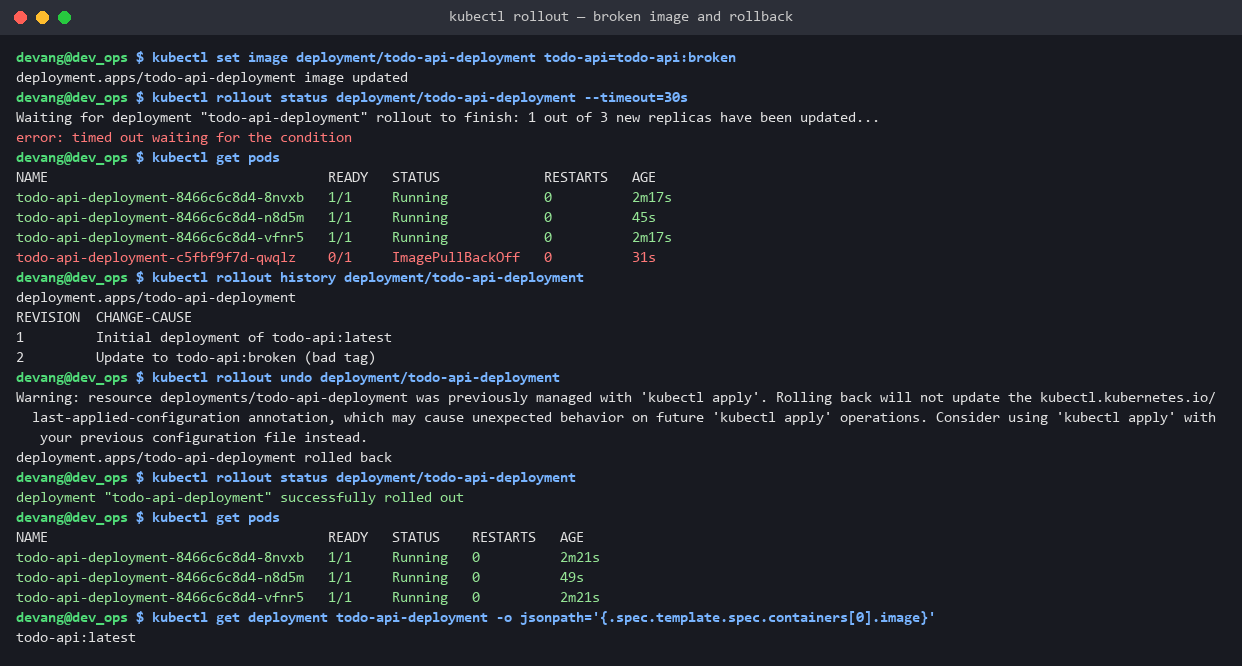 kubectl rollout — broken image and rollback
devang@dev_ops $ kubectl set image deployment/todo-api-deployment todo-api=todo-api:broken
deployment.apps/todo-api-deployment image updated
devang@dev_ops $ kubectl rollout status deployment/todo-api-deployment --timeout=30s
Waiting for deployment "todo-api-deployment" rollout to finish: 1 out of 3 new replicas have been updated...
error: timed out waiting for the condition
devang@dev_ops $ kubectl get pods
NAME                                   READY   STATUS             RESTARTS   AGE
todo-api-deployment-8466c6c8d4-8nvxb   1/1     Running            0          2m17s
todo-api-deployment-8466c6c8d4-n8d5m   1/1     Running            0          45s
todo-api-deployment-8466c6c8d4-vfnr5   1/1     Running            0          2m17s
todo-api-deployment-c5fbf9f7d-qwqlz    0/1     ImagePullBackOff   0          31s
devang@dev_ops $ kubectl rollout history deployment/todo-api-deployment
deployment.apps/todo-api-deployment
REVISION  CHANGE-CAUSE
1         Initial deployment of todo-api:latest
2         Update to todo-api:broken (bad tag)
devang@dev_ops $ kubectl rollout undo deployment/todo-api-deployment
Warning: resource deployments/todo-api-deployment was previously managed with 'kubectl apply'. Rolling back will not update the kubectl.kubernetes.io/
  last-applied-configuration annotation, which may cause unexpected behavior on future 'kubectl apply' operations. Consider using 'kubectl apply' with
   your previous configuration file instead.
deployment.apps/todo-api-deployment rolled back
devang@dev_ops $ kubectl rollout status deployment/todo-api-deployment
deployment "todo-api-deployment" successfully rolled out
devang@dev_ops $ kubectl get pods
NAME                                   READY   STATUS    RESTARTS   AGE
todo-api-deployment-8466c6c8d4-8nvxb   1/1     Running   0          2m21s
todo-api-deployment-8466c6c8d4-n8d5m   1/1     Running   0          49s
todo-api-deployment-8466c6c8d4-vfnr5   1/1     Running   0          2m21s
devang@dev_ops $ kubectl get deployment todo-api-deployment -o jsonpath='{.spec.template.spec.containers[0].image}'
todo-api:latest